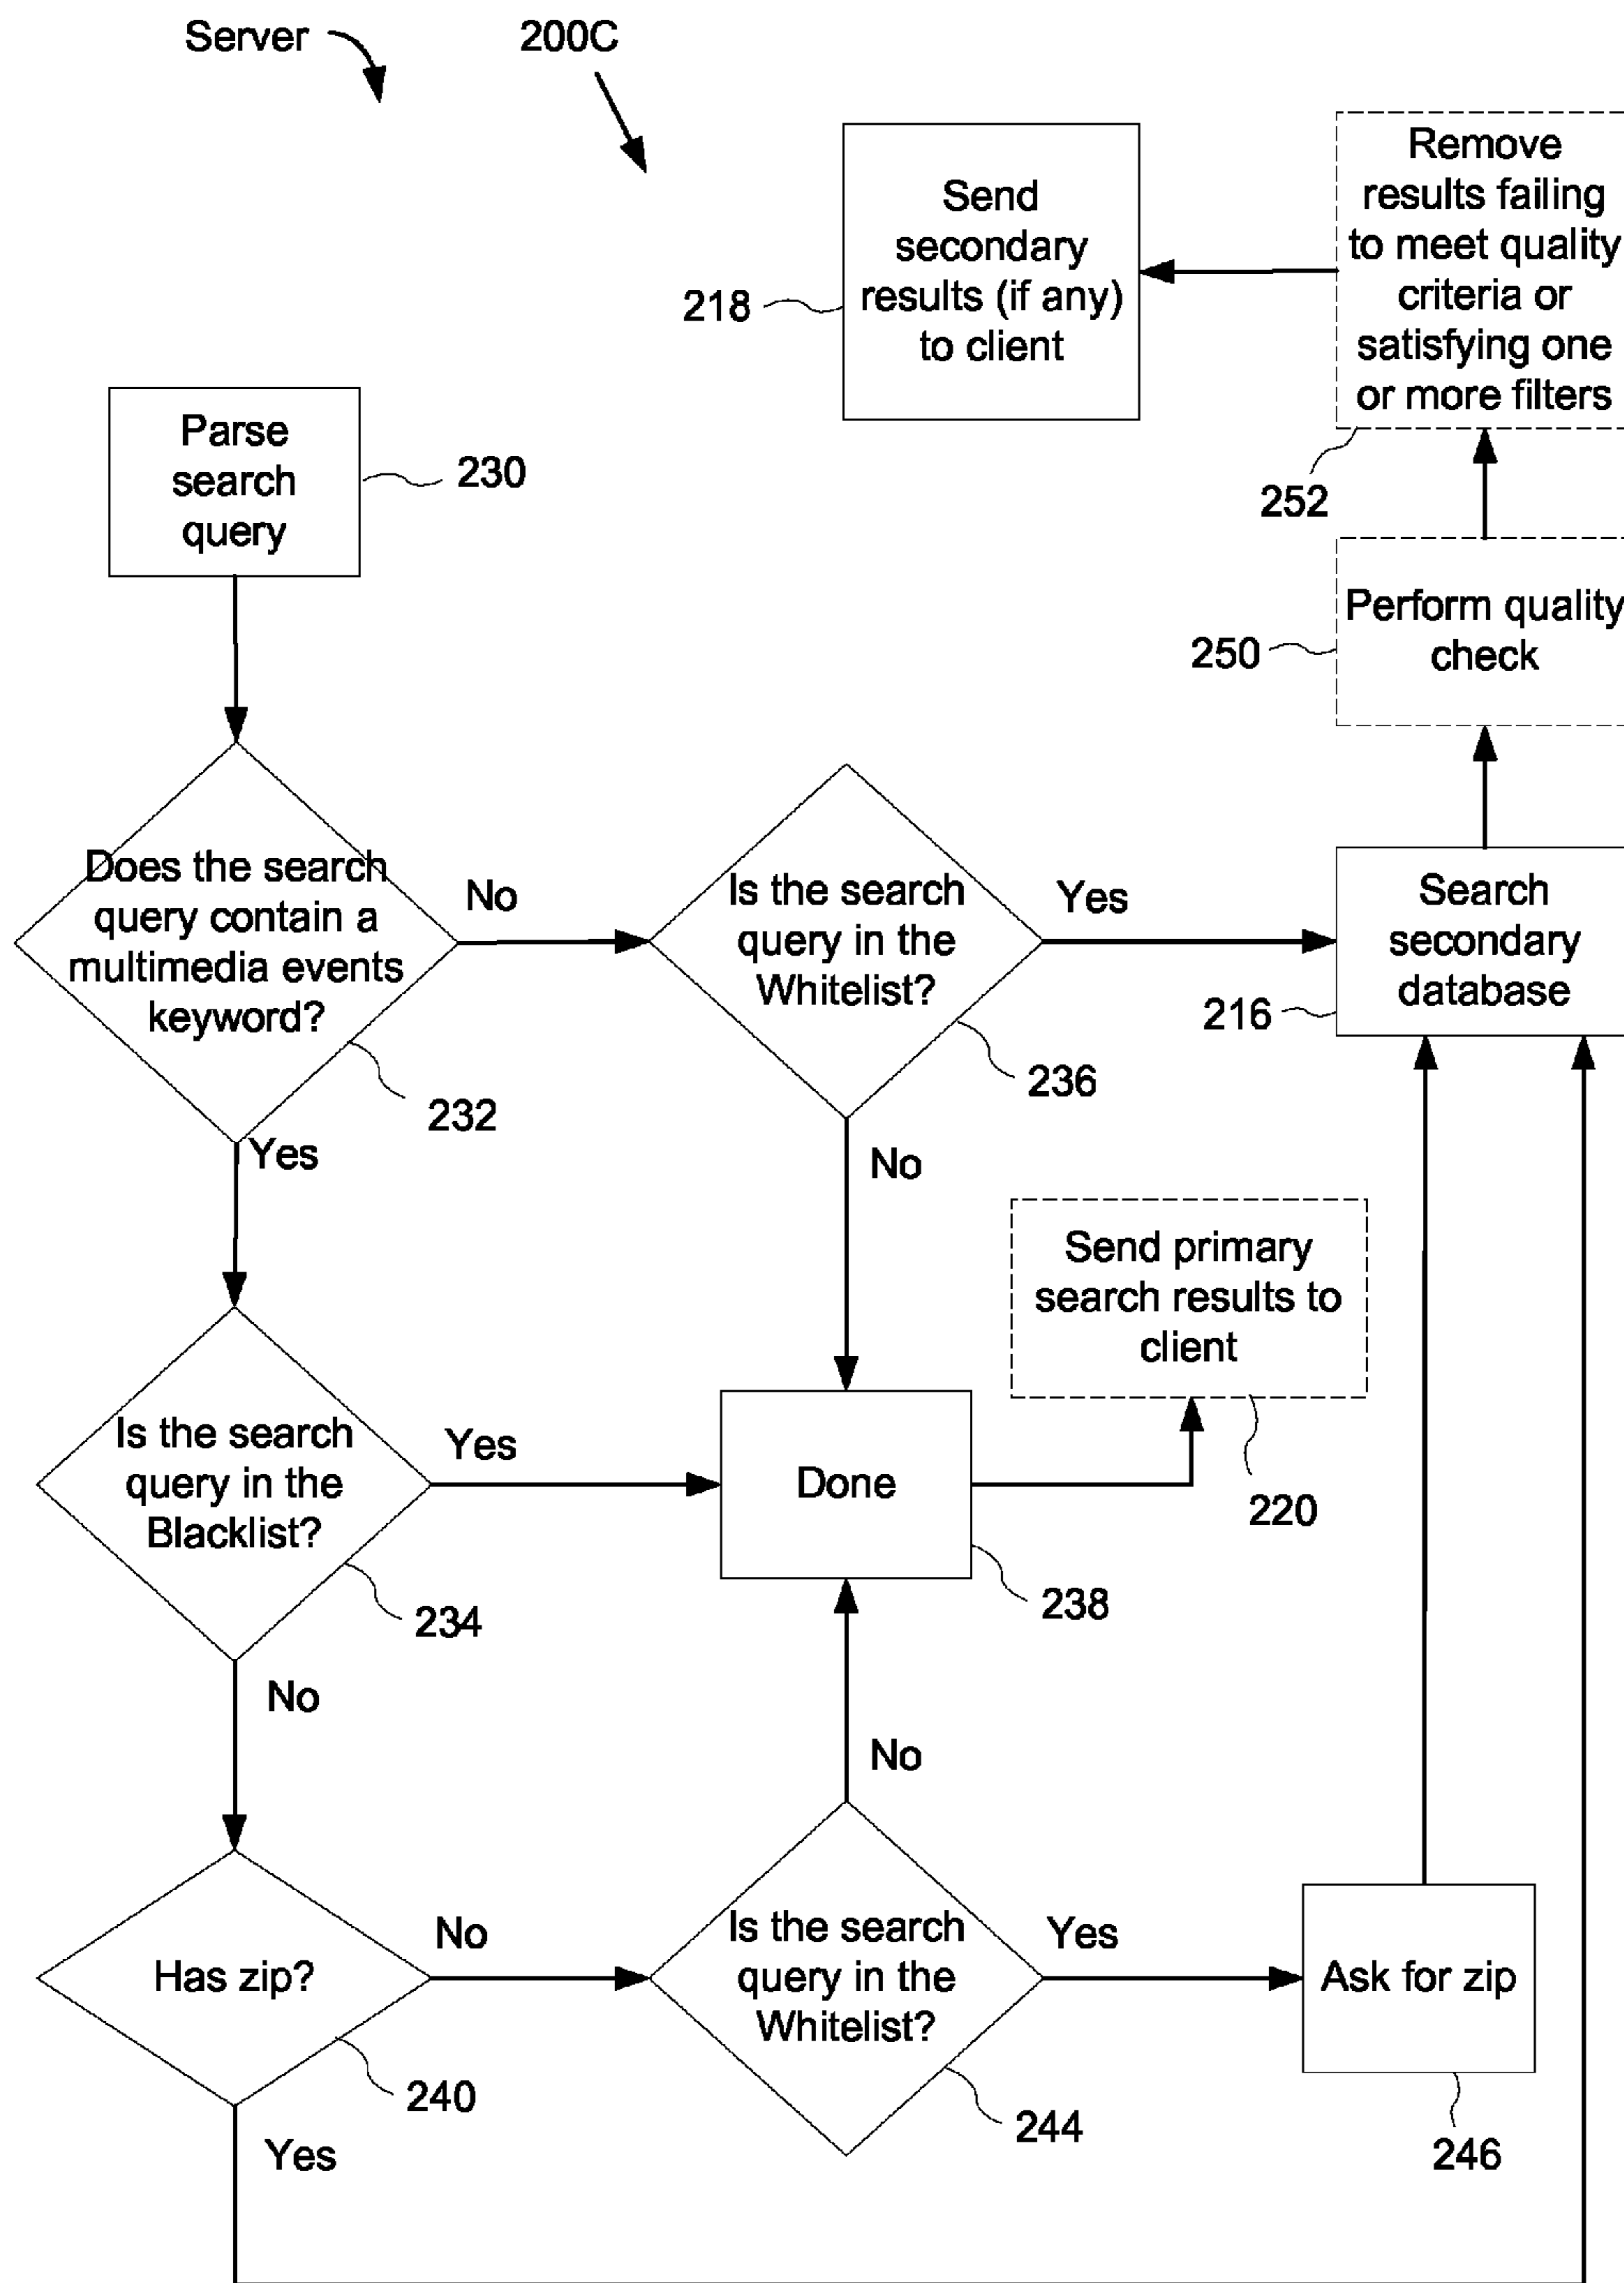 Server
200C
Send
secondary
results (if any)
to client
218
Remove
results failing
to meet quality
criteria or
satisfying one
or more filters
252
Parse
search
query
230
Perform quality
check
250
Does the search
query contain a
multimedia events
keyword?
232
No
Yes
Is the search
query in the
Whitelist?
236
Yes
No
Search
secondary
database
216
Send primary
search results to
client
220
Is the search
query in the
Blacklist?
234
Yes
No
Done
238
Has zip?
240
No
Yes
Is the search
query in the
Whitelist?
244
No
Yes
Ask for zip
246